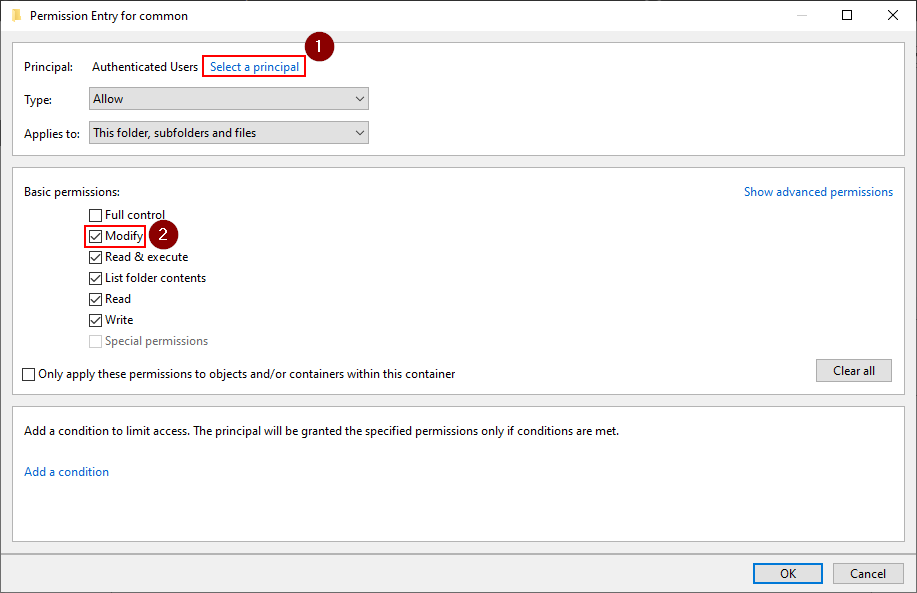 Permission Entry for common
1
Principal: Authenticated Users Select a principal
Type: Allow
Applies to: This folder, subfolders and files
Basic permissions: Show advanced permissions
Full control
Modify 2
Read & execute
List folder contents
Read
Write
Special permissions
Only apply these permissions to objects and/or containers within this container Clear all
Add a condition to limit access. The principal will be granted the specified permissions only if conditions are met.
Add a condition
OK Cancel